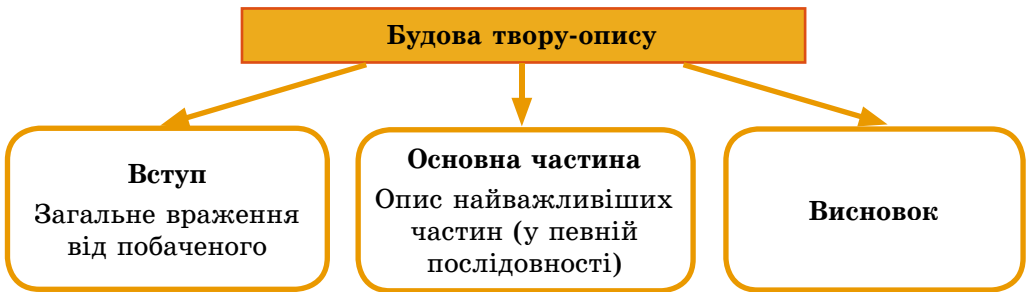 Будова твору-опису
Вступ
Загальне враження
від побаченого
Основна частина
Опис найважливіших
частин (у певній
послідовності)
Висновок